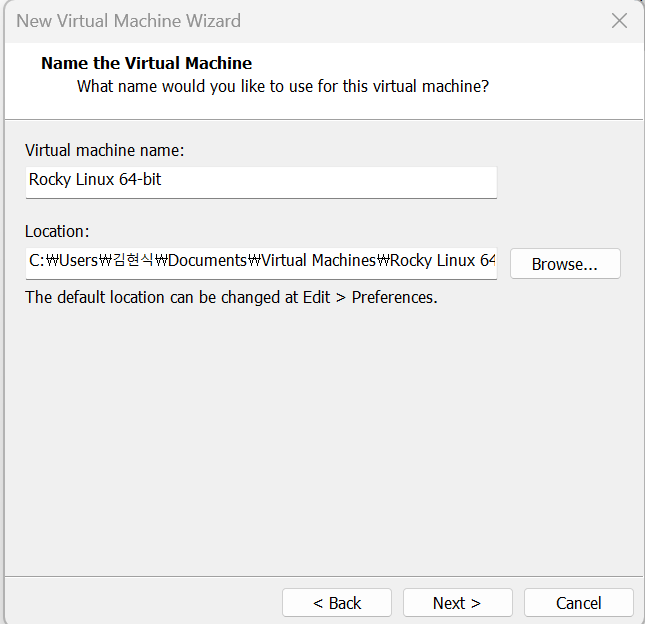 New Virtual Machine Wizard
Name the Virtual Machine
What name would you like to use for this virtual machine?
Virtual machine name:
Rocky Linux 64-bit
Location:
C:₩Users₩김현식₩Documents₩Virtual Machines₩Rocky Linux 64
Browse...
The default location can be changed at Edit > Preferences.
< Back
Next >
Cancel